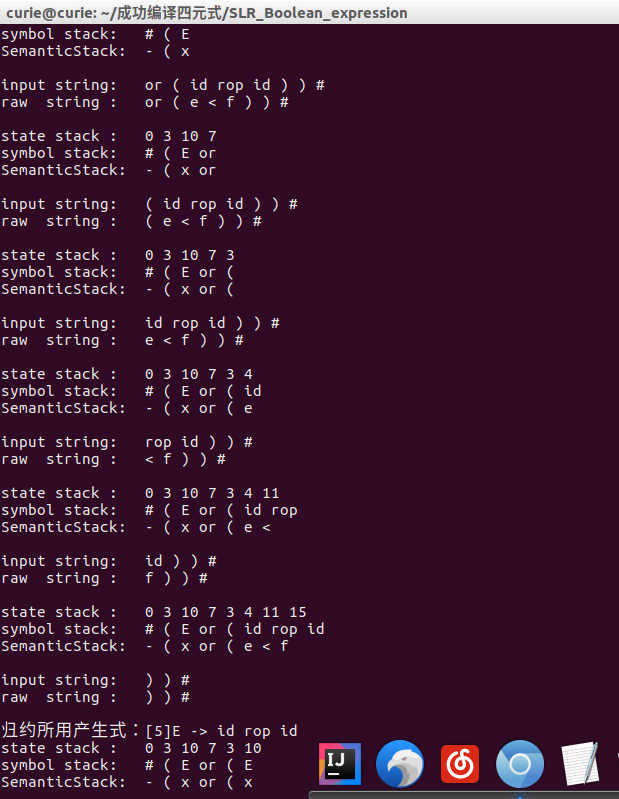 curie@curie: ~/成功编译四元式/SLR_Boolean_expression
symbol stack:   # ( E
SemanticStack:  - ( x
input string:   or ( id rop id ) ) #
raw  string :   or ( e < f ) ) #
state stack :   0 3 10 7
symbol stack:   # ( E or
SemanticStack:  - ( x or
input string:   ( id rop id ) ) #
raw  string :   ( e < f ) ) #
state stack :   0 3 10 7 3
symbol stack:   # ( E or (
SemanticStack:  - ( x or (
input string:   id rop id ) ) #
raw  string :   e < f ) ) #
state stack :   0 3 10 7 3 4
symbol stack:   # ( E or ( id
SemanticStack:  - ( x or ( e
input string:   rop id ) ) #
raw  string :   < f ) ) #
state stack :   0 3 10 7 3 4 11
symbol stack:   # ( E or ( id rop
SemanticStack:  - ( x or ( e <
input string:   id ) ) #
raw  string :   f ) ) #
state stack :   0 3 10 7 3 4 11 15
symbol stack:   # ( E or ( id rop id
SemanticStack:  - ( x or ( e < f
input string:   ) ) #
raw  string :   ) ) #
归约所用产生式：[5]E -> id rop id
state stack :   0 3 10 7 3 10
symbol stack:   # ( E or ( E
SemanticStack:  - ( x or ( x
IJ